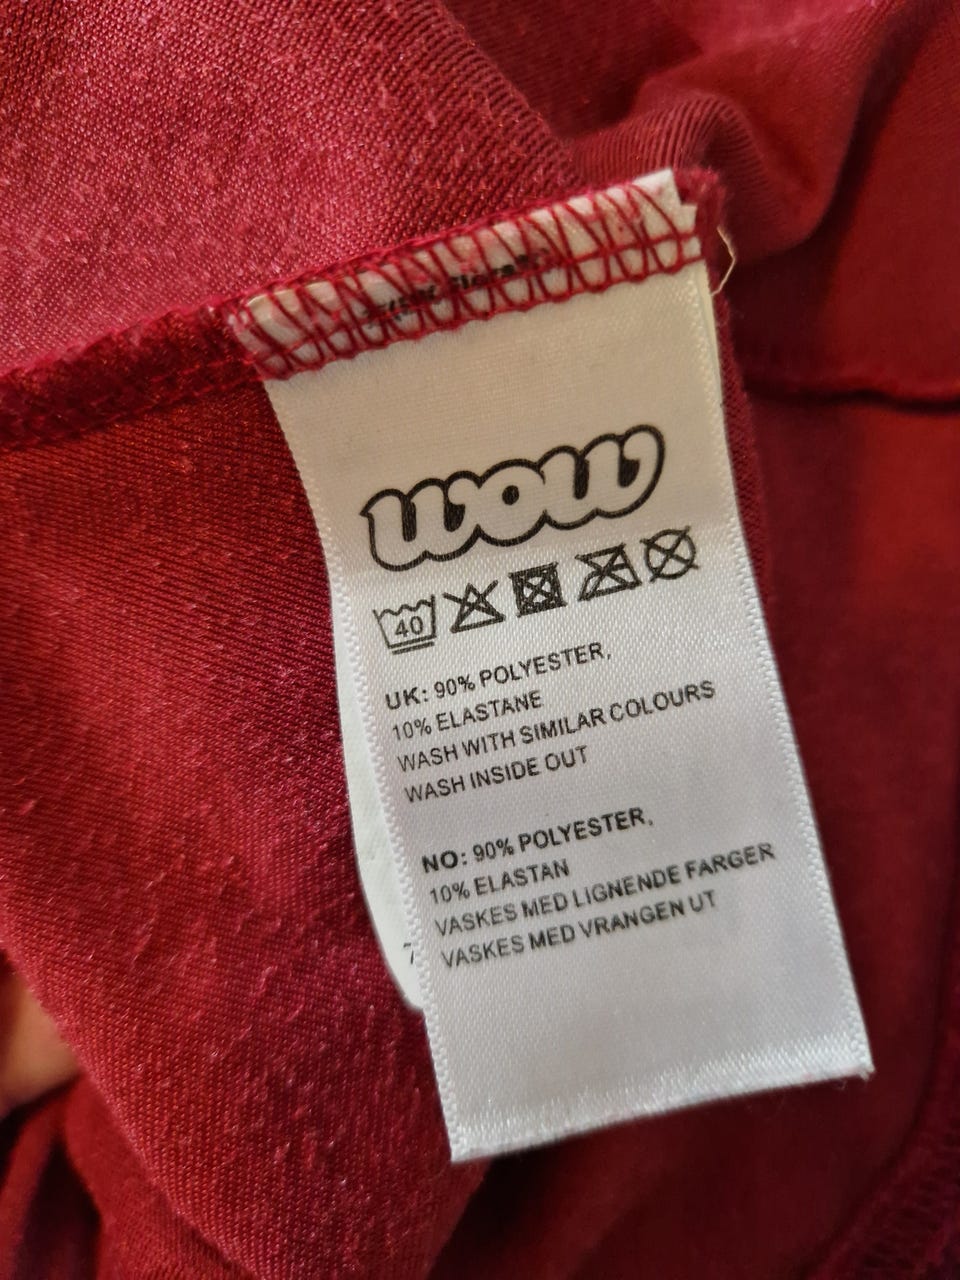 WOW
40
UK: 90% POLYESTER,
10% ELASTANE
WASH WITH SIMILAR COLOURS
WASH INSIDE OUT
NO: 90% POLYESTER,
10% ELASTAN
VASKES MED LIGNENDE FARGER
VASKES MED VRANGEN UT